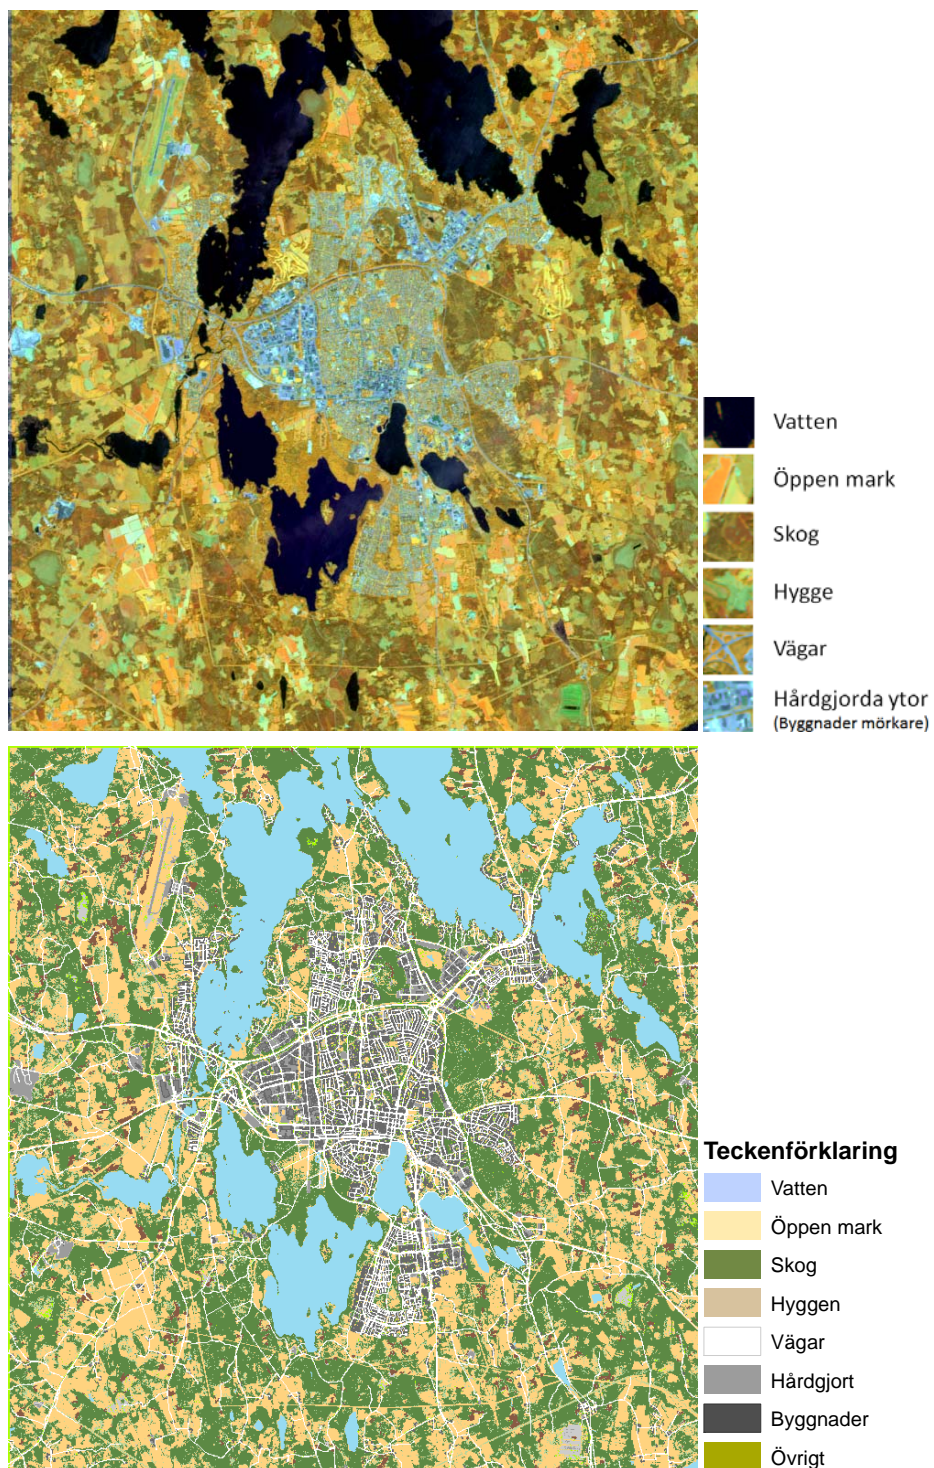 Vatten
Öppen mark
Skog
Hygge
Vägar
Hårdgjorda ytor
(Byggnader mörkare)
Teckenförklaring
Vatten
Öppen mark
Skog
Hyggen
Vägar
Hårdgjort
Byggnader
Övrigt